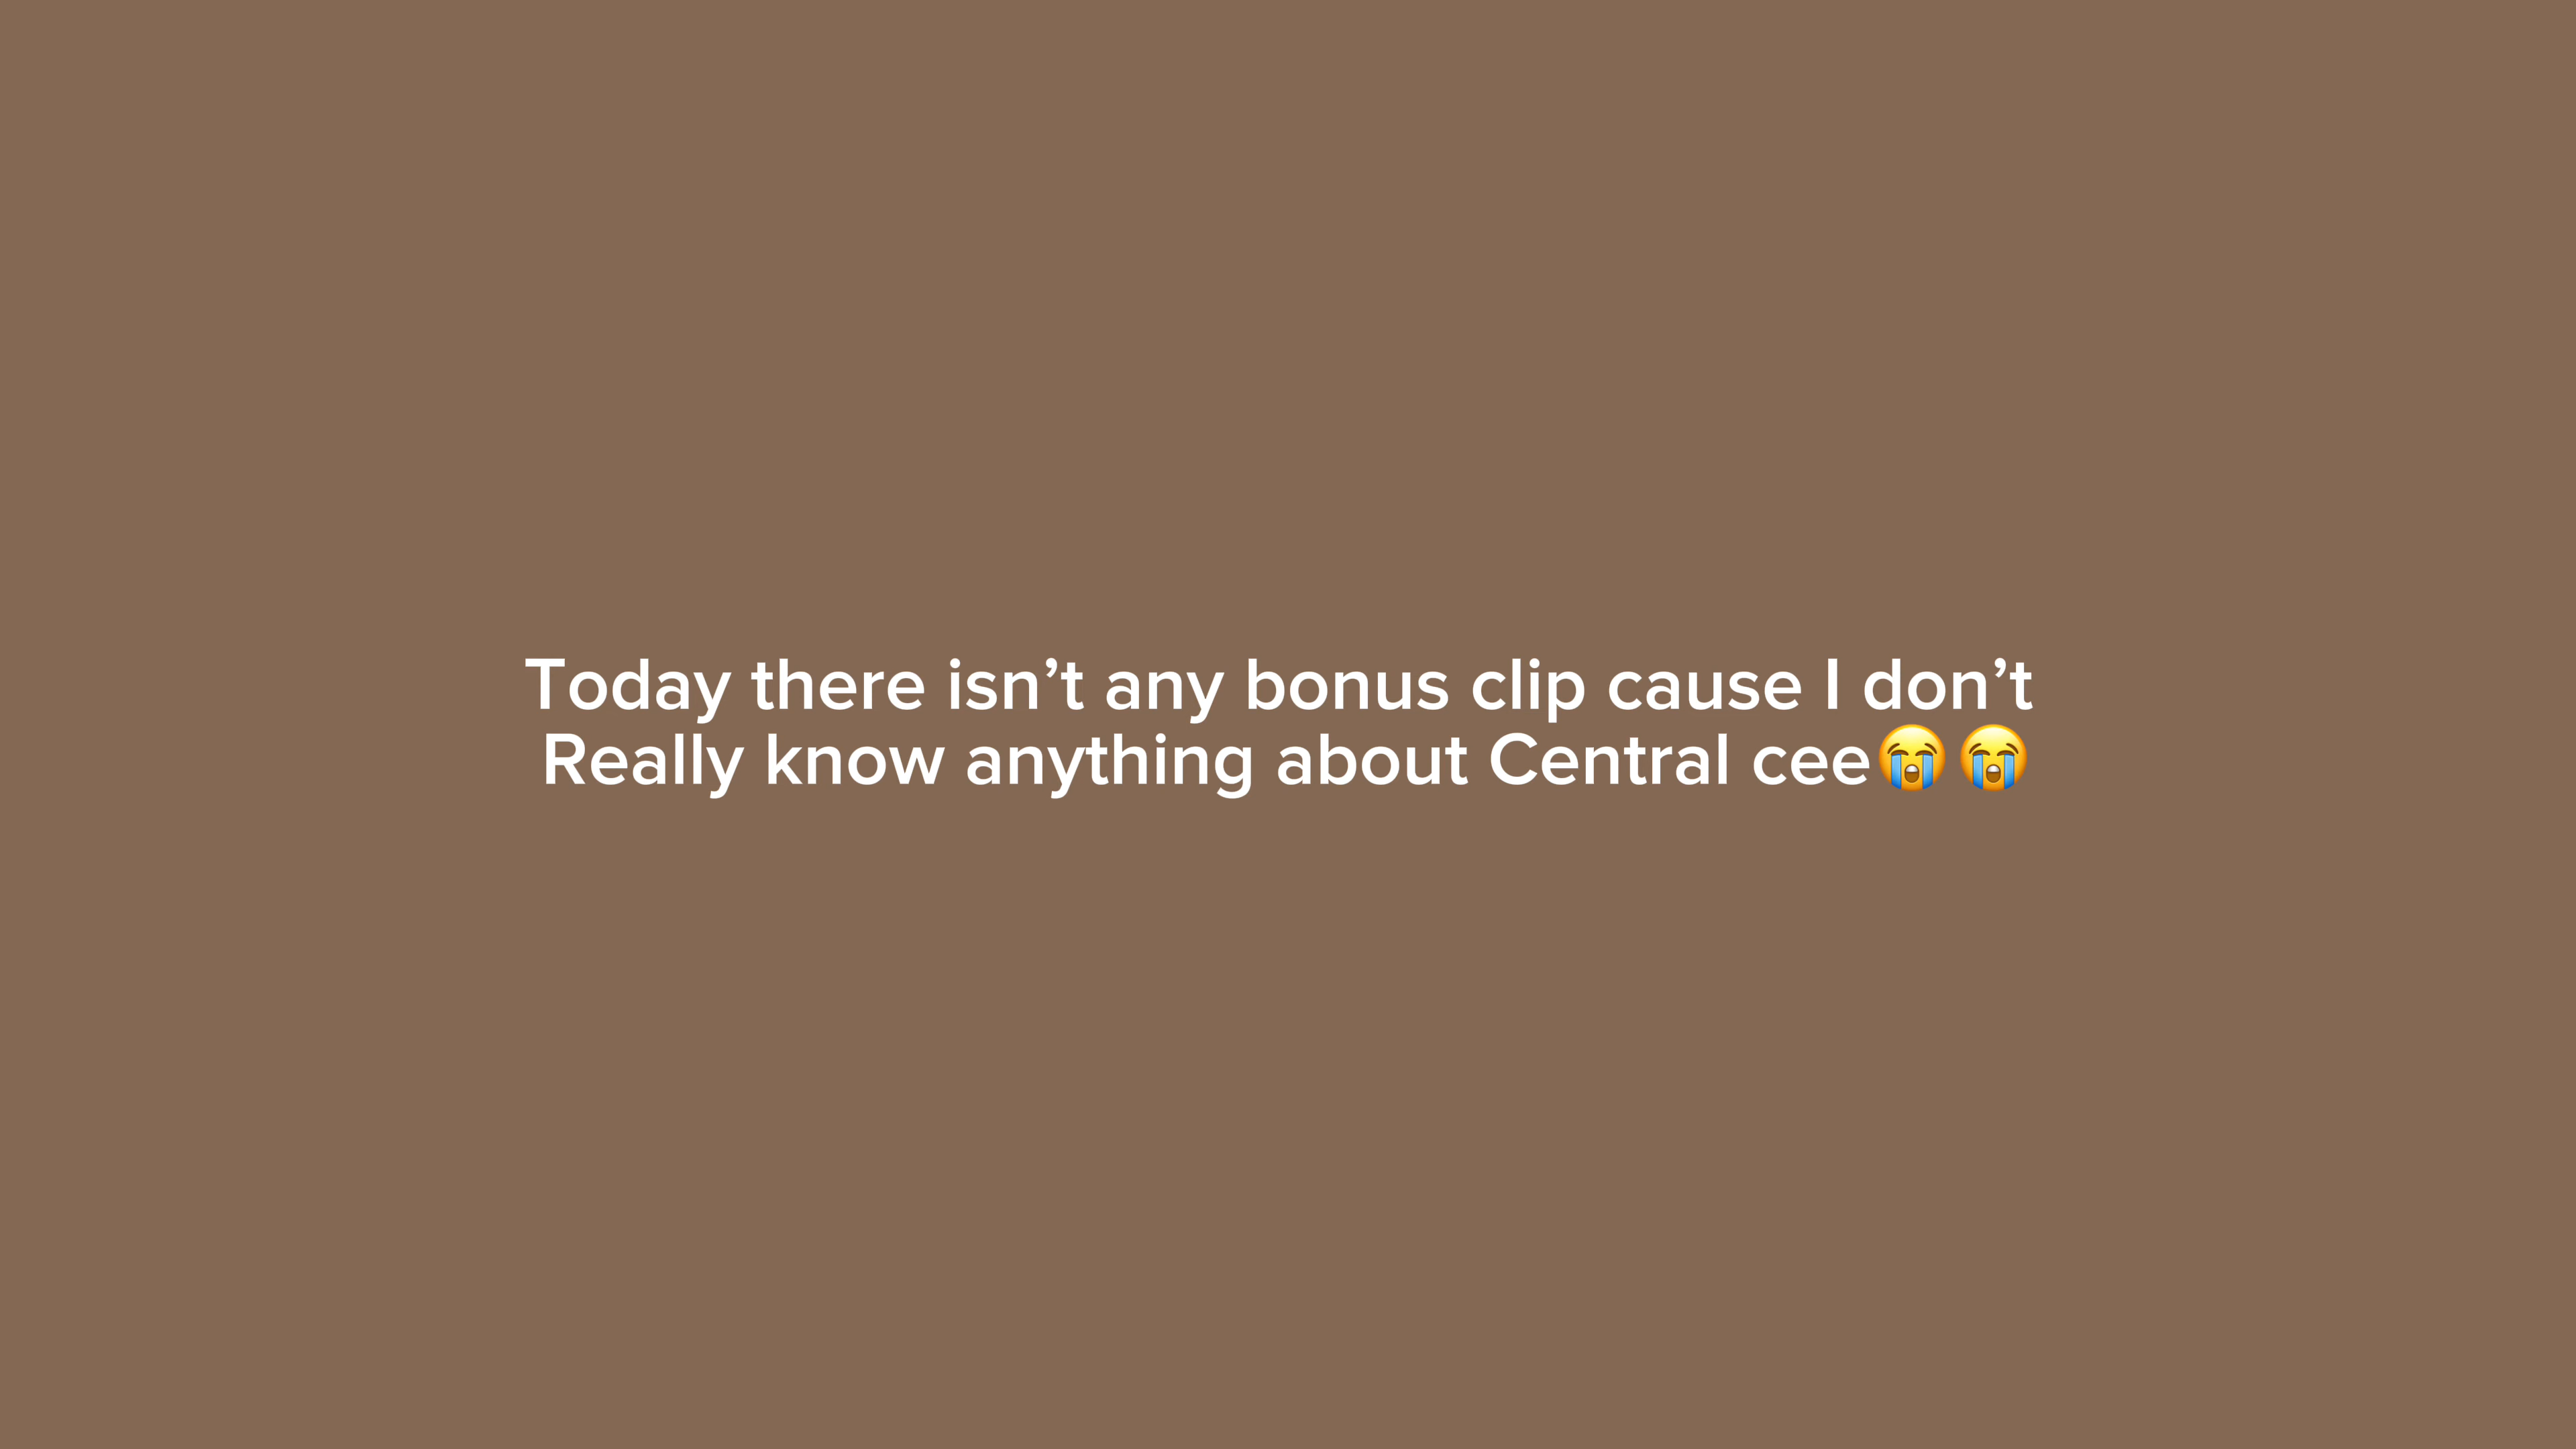 Today there isn’t any bonus clip cause I don’t
Really know anything about Central cee😭😭